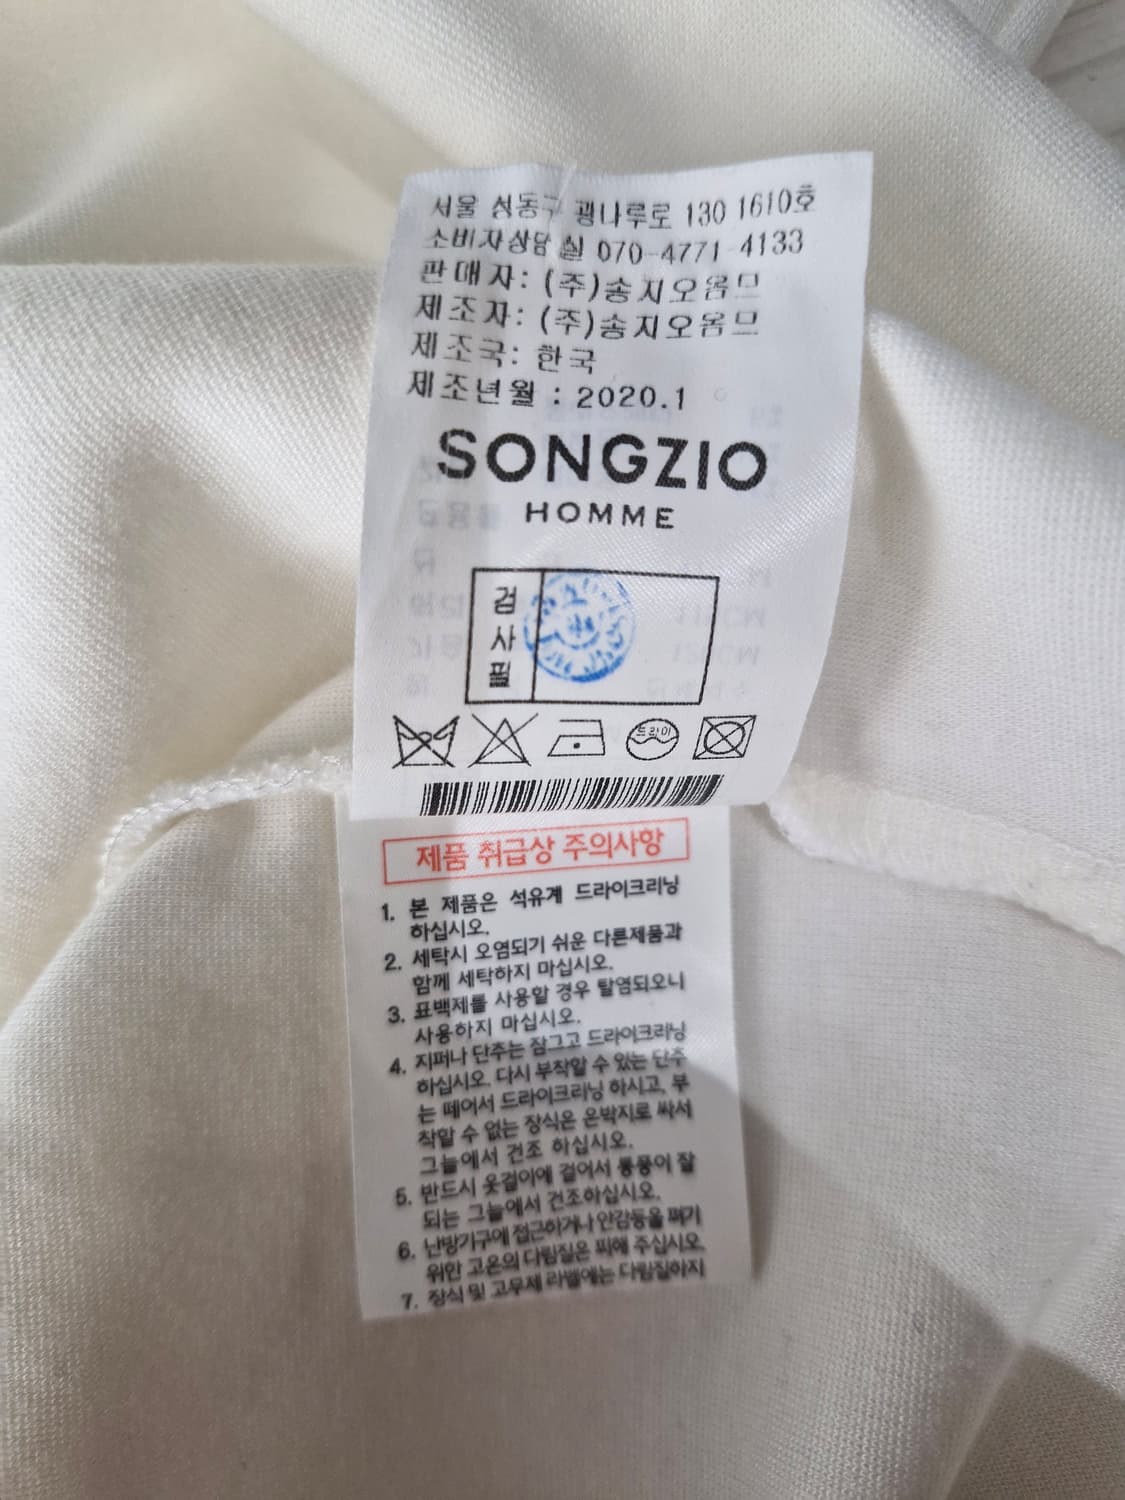 서울 성동구 광나루로 130 1610호
소비자상담실 070-4771-4133
판매자: (주)송지오옴므
제조자: (주)송지오옴므
제조국: 한국
제조년월 : 2020.1
SONGZIO
HOMME
검
사
필
드라이
제품 취급상 주의사항
1. 본 제품은 석유계 드라이크리닝
하십시오.
2. 세탁시 오염되기 쉬운 다른제품과
함께 세탁하지 마십시오.
3. 표백제를 사용할 경우 탈염되오니
사용하지 마십시오.
4. 지퍼나 단추는 잠그고 드라이크리닝
하십시오. 다시 부착할 수 있는 단추
는 떼어서 드라이크리닝 하시고, 부
착할 수 없는 장식은 은박지로 싸서
그늘에서 건조 하십시오.
5. 반드시 옷걸이에 걸어서 통풍이 잘
되는 그늘에서 건조하십시오.
6. 난방기구에 접근하거나 안감등을 펴기
위한 고온의 다림질은 피해 주십시오.
7. 장식 및 고무제 라벨에는 다림질하지